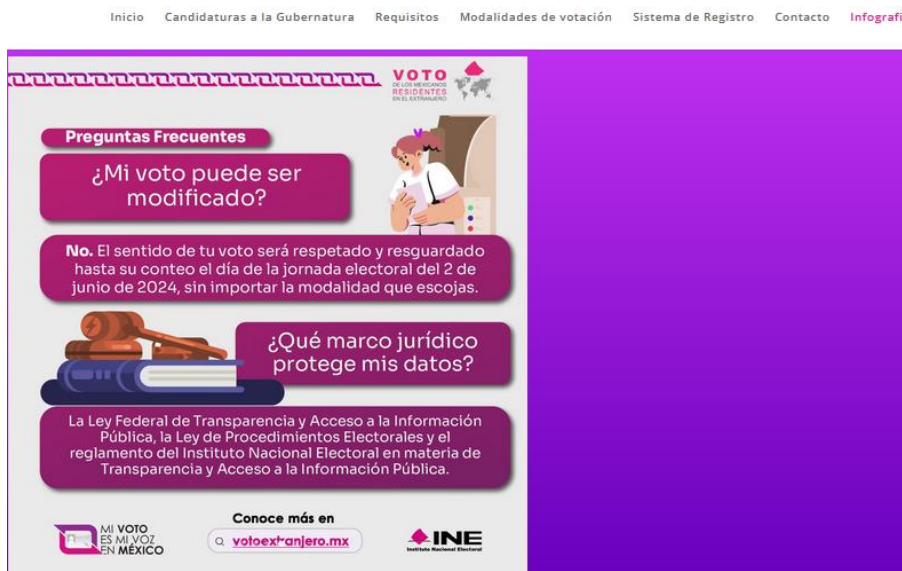 Inicio Candidaturas a la Gubernatura Requisitos Modalidades de votación Sistema de Registro Contacto Infografi
VOTO
DE LOS MEXICANOS
RESIDENTES
EN EL EXTRANJERO
Preguntas Frecuentes
¿Mi voto puede ser
modificado?
No. El sentido de tu voto será respetado y resguardado
hasta su conteo el día de la jornada electoral del 2 de
junio de 2024, sin importar la modalidad que escojas.
¿Qué marco jurídico
protege mis datos?
La Ley Federal de Transparencia y Acceso a la Información
Pública, la Ley de Procedimientos Electorales y el
reglamento del Instituto Nacional Electoral en materia de
Transparencia y Acceso a la Información Pública.
MI VOTO
ES MI VOZ
EN MÉXICO
Conoce más en
votoextranjero.mx
INE
Instituto Nacional Electoral